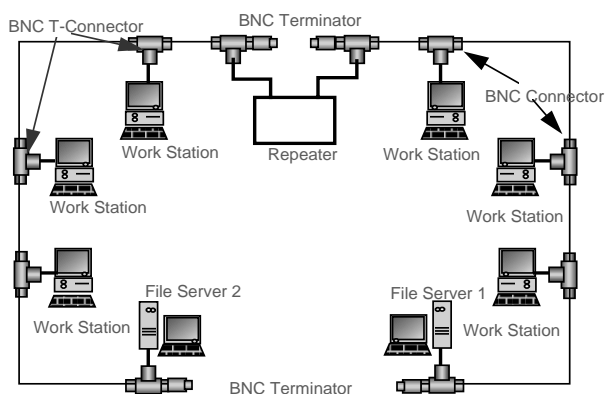 BNC Terminator
BNC T-Connector
BNC Connector
Work Station
Repeater
Work Station
Work Station
Work Station
File Server 2
File Server 1
Work Station
Work Station
BNC Terminator